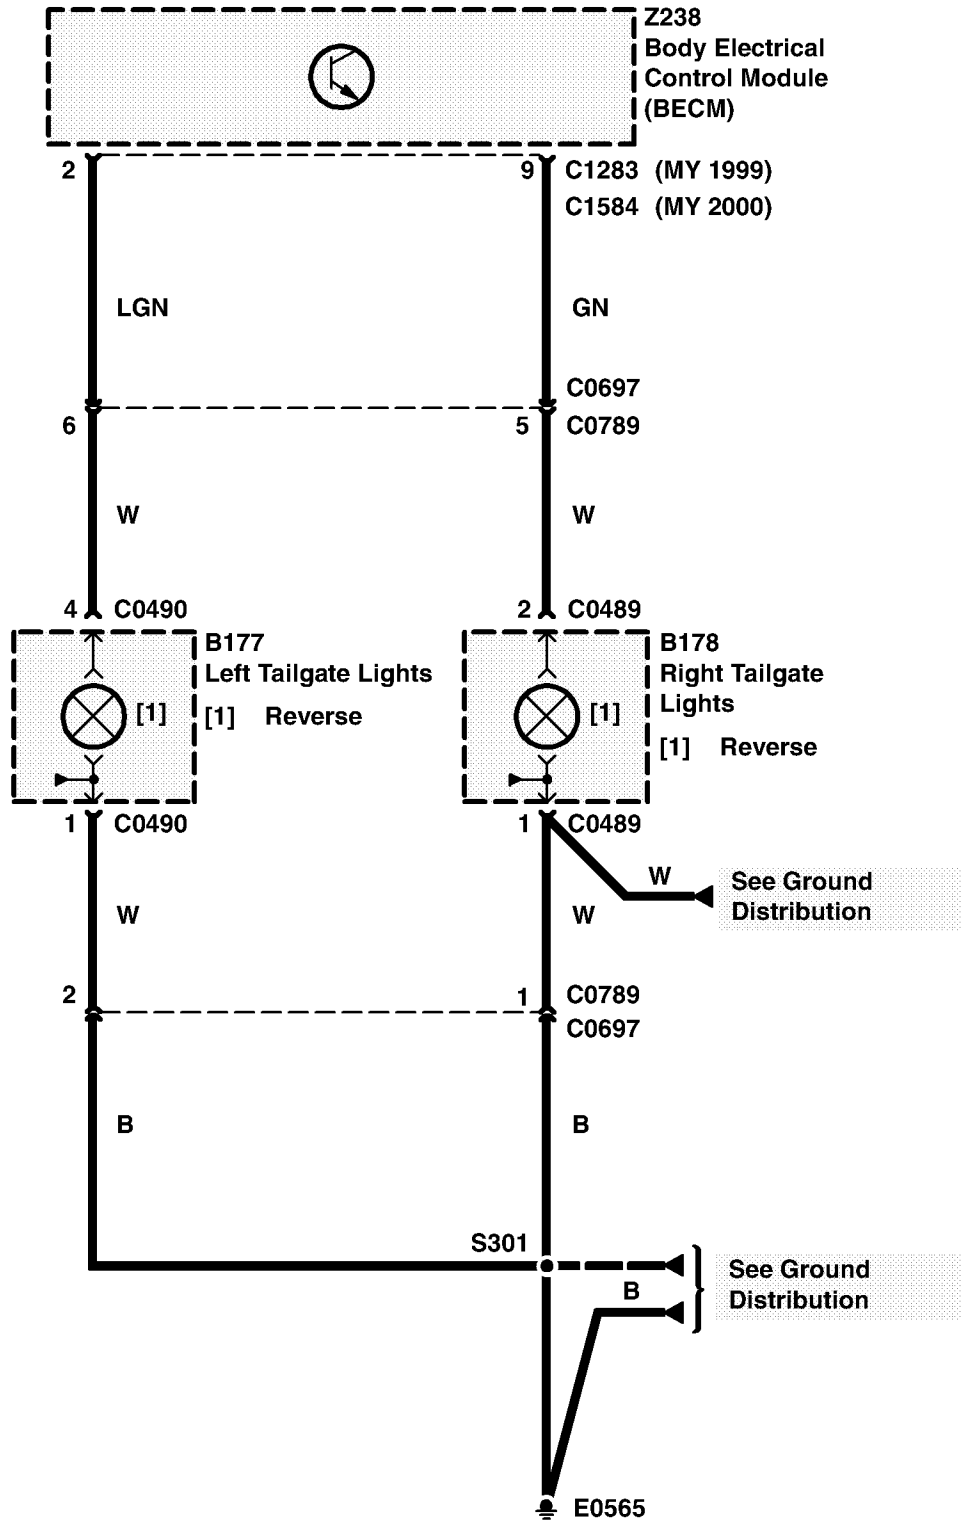 Z238
Body Electrical
Control Module
(BECM)
2
9 C1283 (MY 1999)
C1584 (MY 2000)
LGN
GN
C0697
6
5 C0789
W
W
4 C0490
2 C0489
B177
Left Tailgate Lights
[1]
[1] Reverse
B178
Right Tailgate
Lights
[1]
[1] Reverse
1 C0490
1 C0489
W
See Ground
Distribution
W
W
2
1 C0789
C0697
B
B
S301
B
See Ground
Distribution
E0565